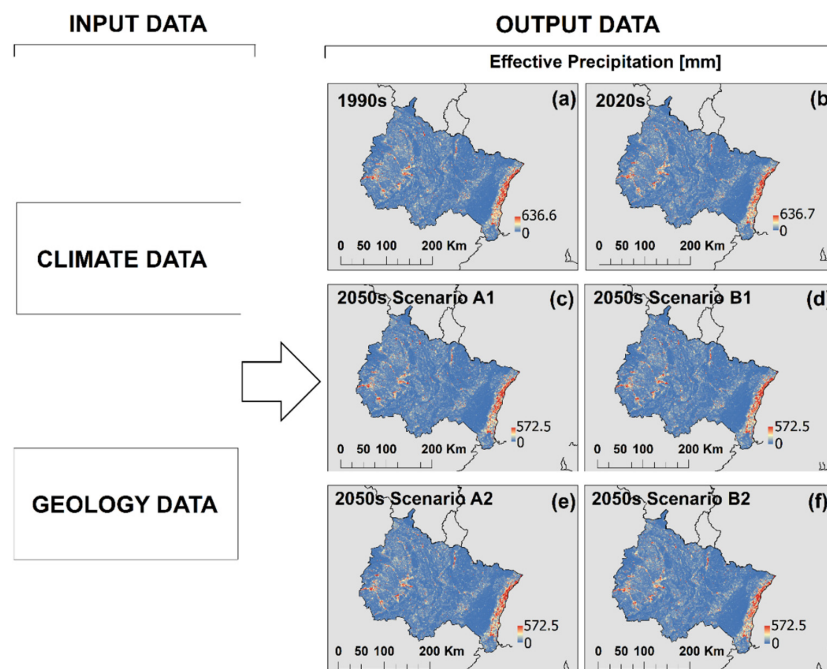 INPUT DATA
OUTPUT DATA
Effective Precipitation [mm]
1990s
(a)
636.6
0
0 50 100 200 Km
2020s
(b)
636.7
0
0 50 100 200 Km
CLIMATE DATA
2050s Scenario A1
(c)
572.5
0
0 50 100 200 Km
2050s Scenario B1
(d)
572.5
0
0 50 100 200 Km
GEOLOGY DATA
2050s Scenario A2
(e)
572.5
0
0 50 100 200 Km
2050s Scenario B2
(f)
572.5
0
0 50 100 200 Km